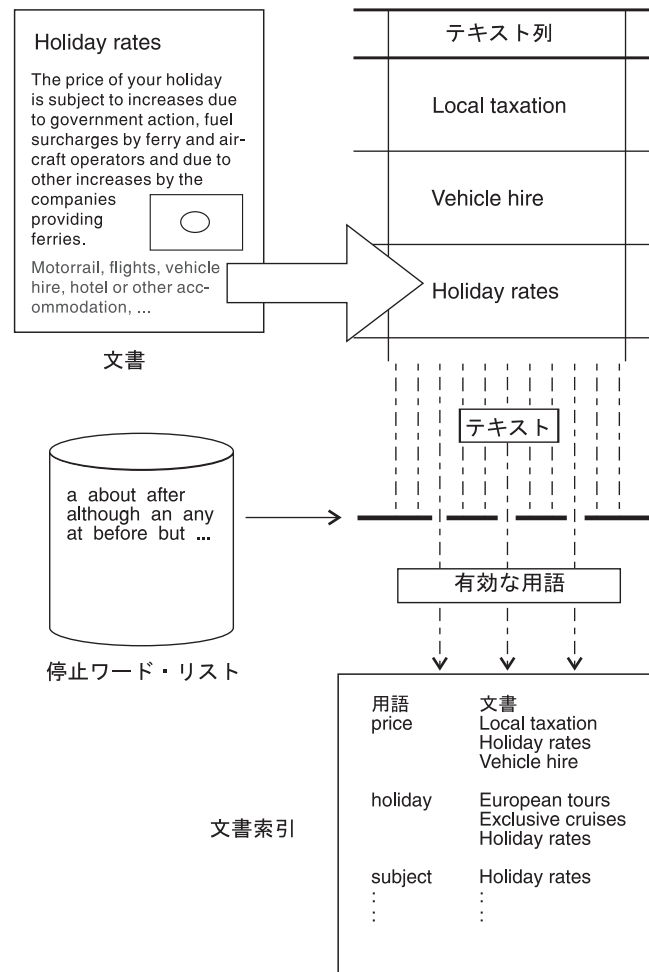 Holiday rates
The price of your holiday
is subject to increases due
to government action, fuel
surcharges by ferry and air-
craft operators and due to
other increases by the
companies
providing
ferries.
Motorrail, flights, vehicle
hire, hotel or other acc-
ommodation, ...
文書
テキスト列
Local taxation
Vehicle hire
Holiday rates
テキスト
a about after
although an any
at before but ...
停止ワード・リスト
有効な用語
用語 文書
price Local taxation
Holiday rates
Vehicle hire
holiday European tours
Exclusive cruises
Holiday rates
subject Holiday rates
文書索引